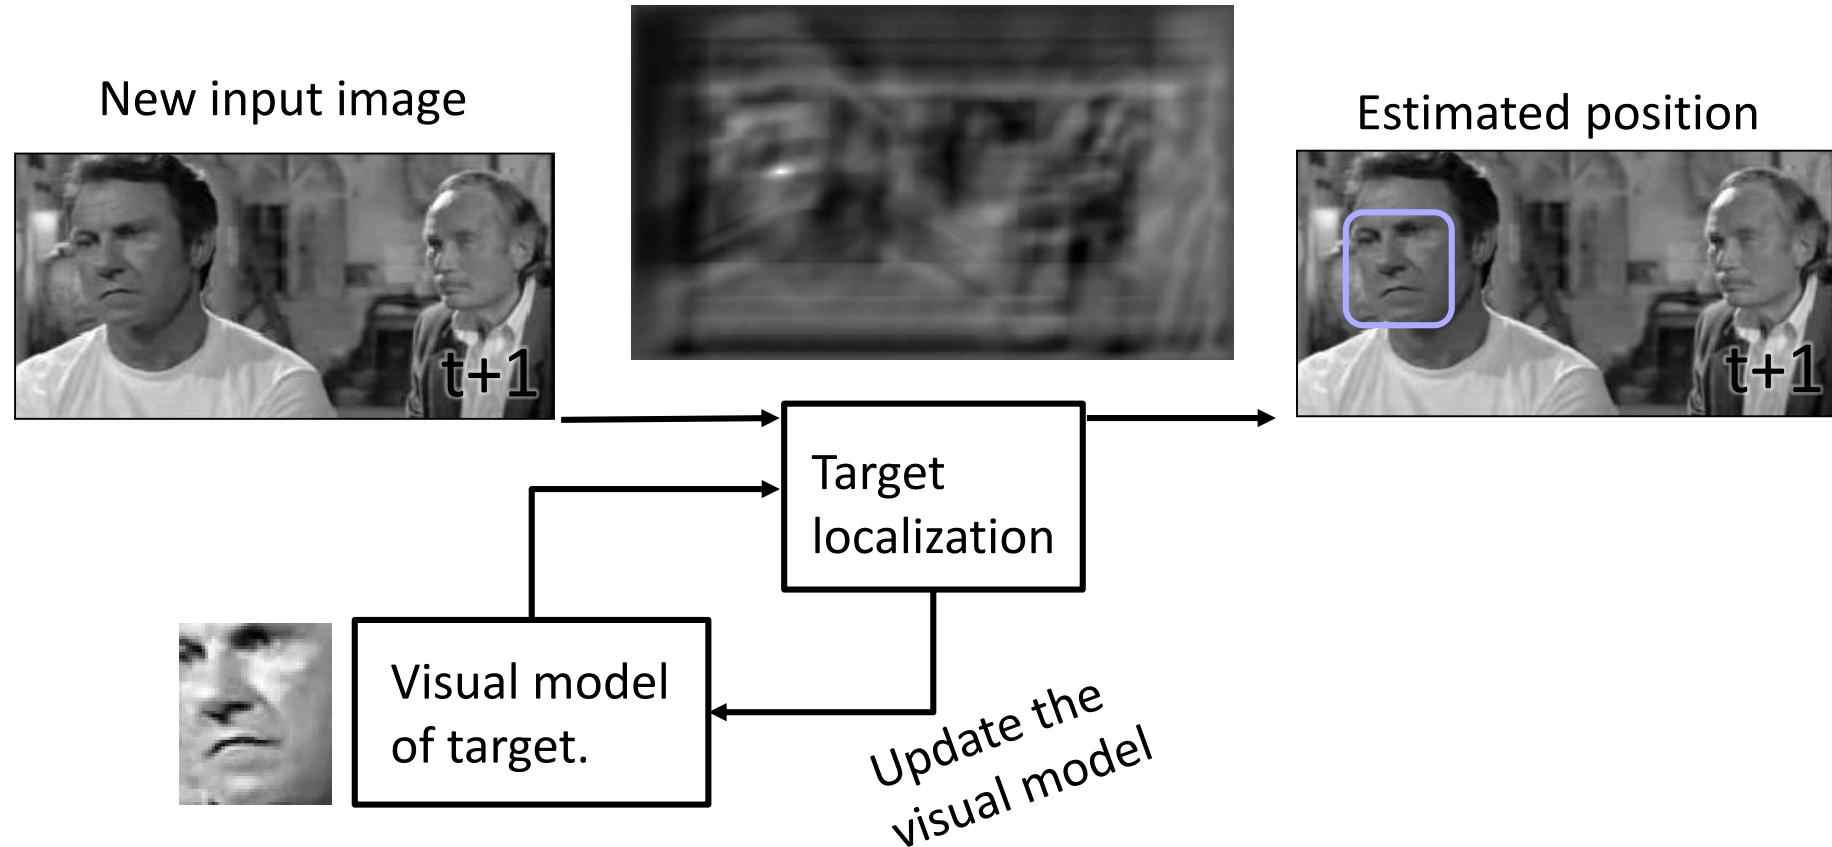 New input image
Estimated position
t+1
t+1
Target
localization
Visual model
of target.
Update the
visual model